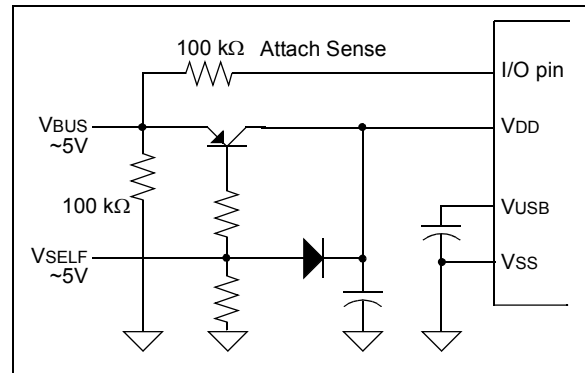 100 kΩ Attach Sense
I/O pin
VBUS
~5V
VDD
100 kΩ
VUSB
VSELF
~5V
VSS